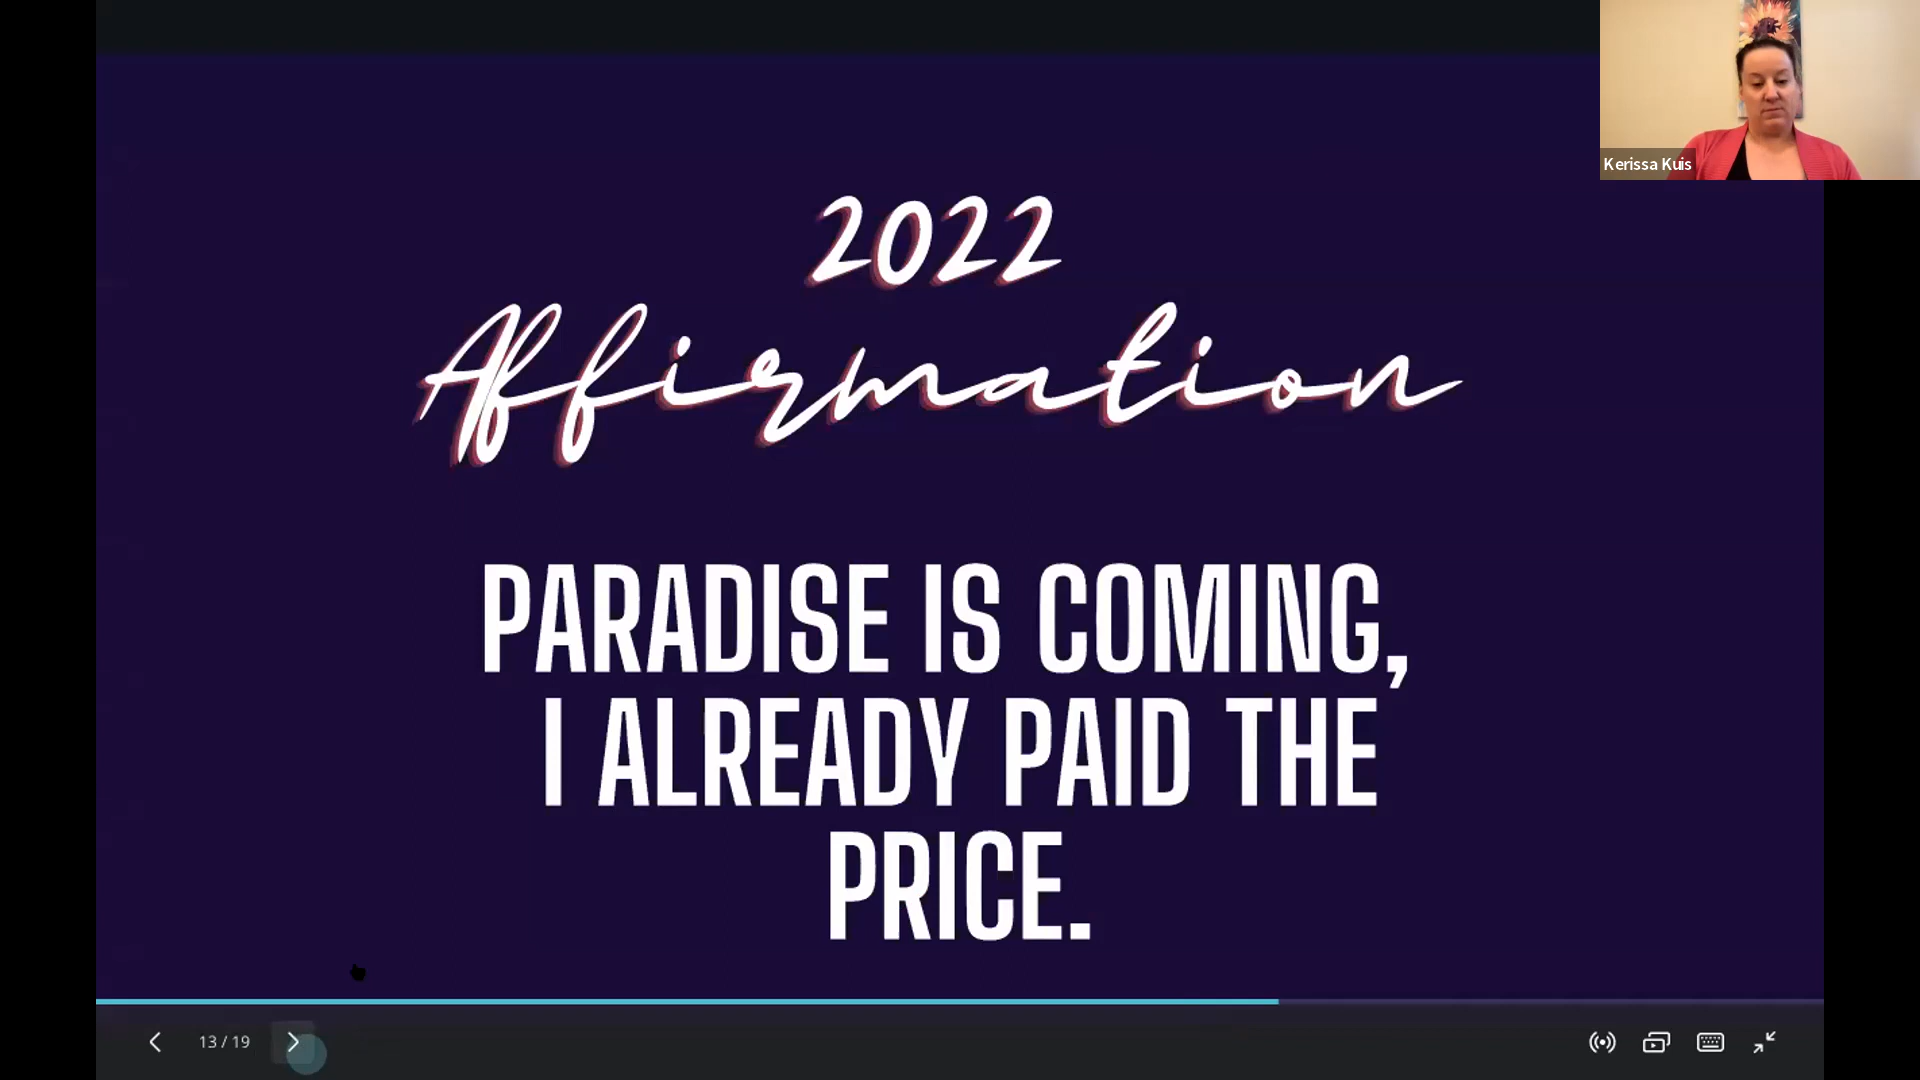 Kerissa Kuis
2022
Affirmation
PARADISE IS COMING,
I ALREADY PAID THE
PRICE.
13 / 19